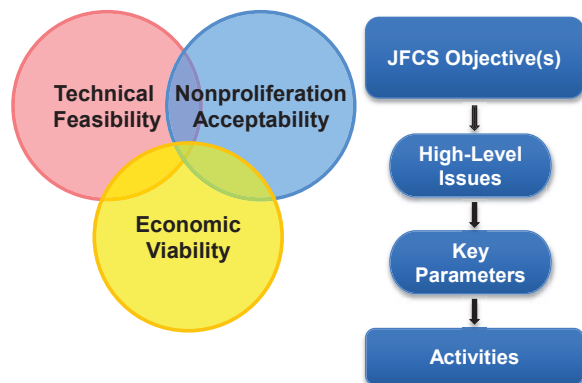 Technical
Feasibility
Nonproliferation
Acceptability
Economic
Viability
JFCS Objective(s)
High-Level
Issues
Key
Parameters
Activities